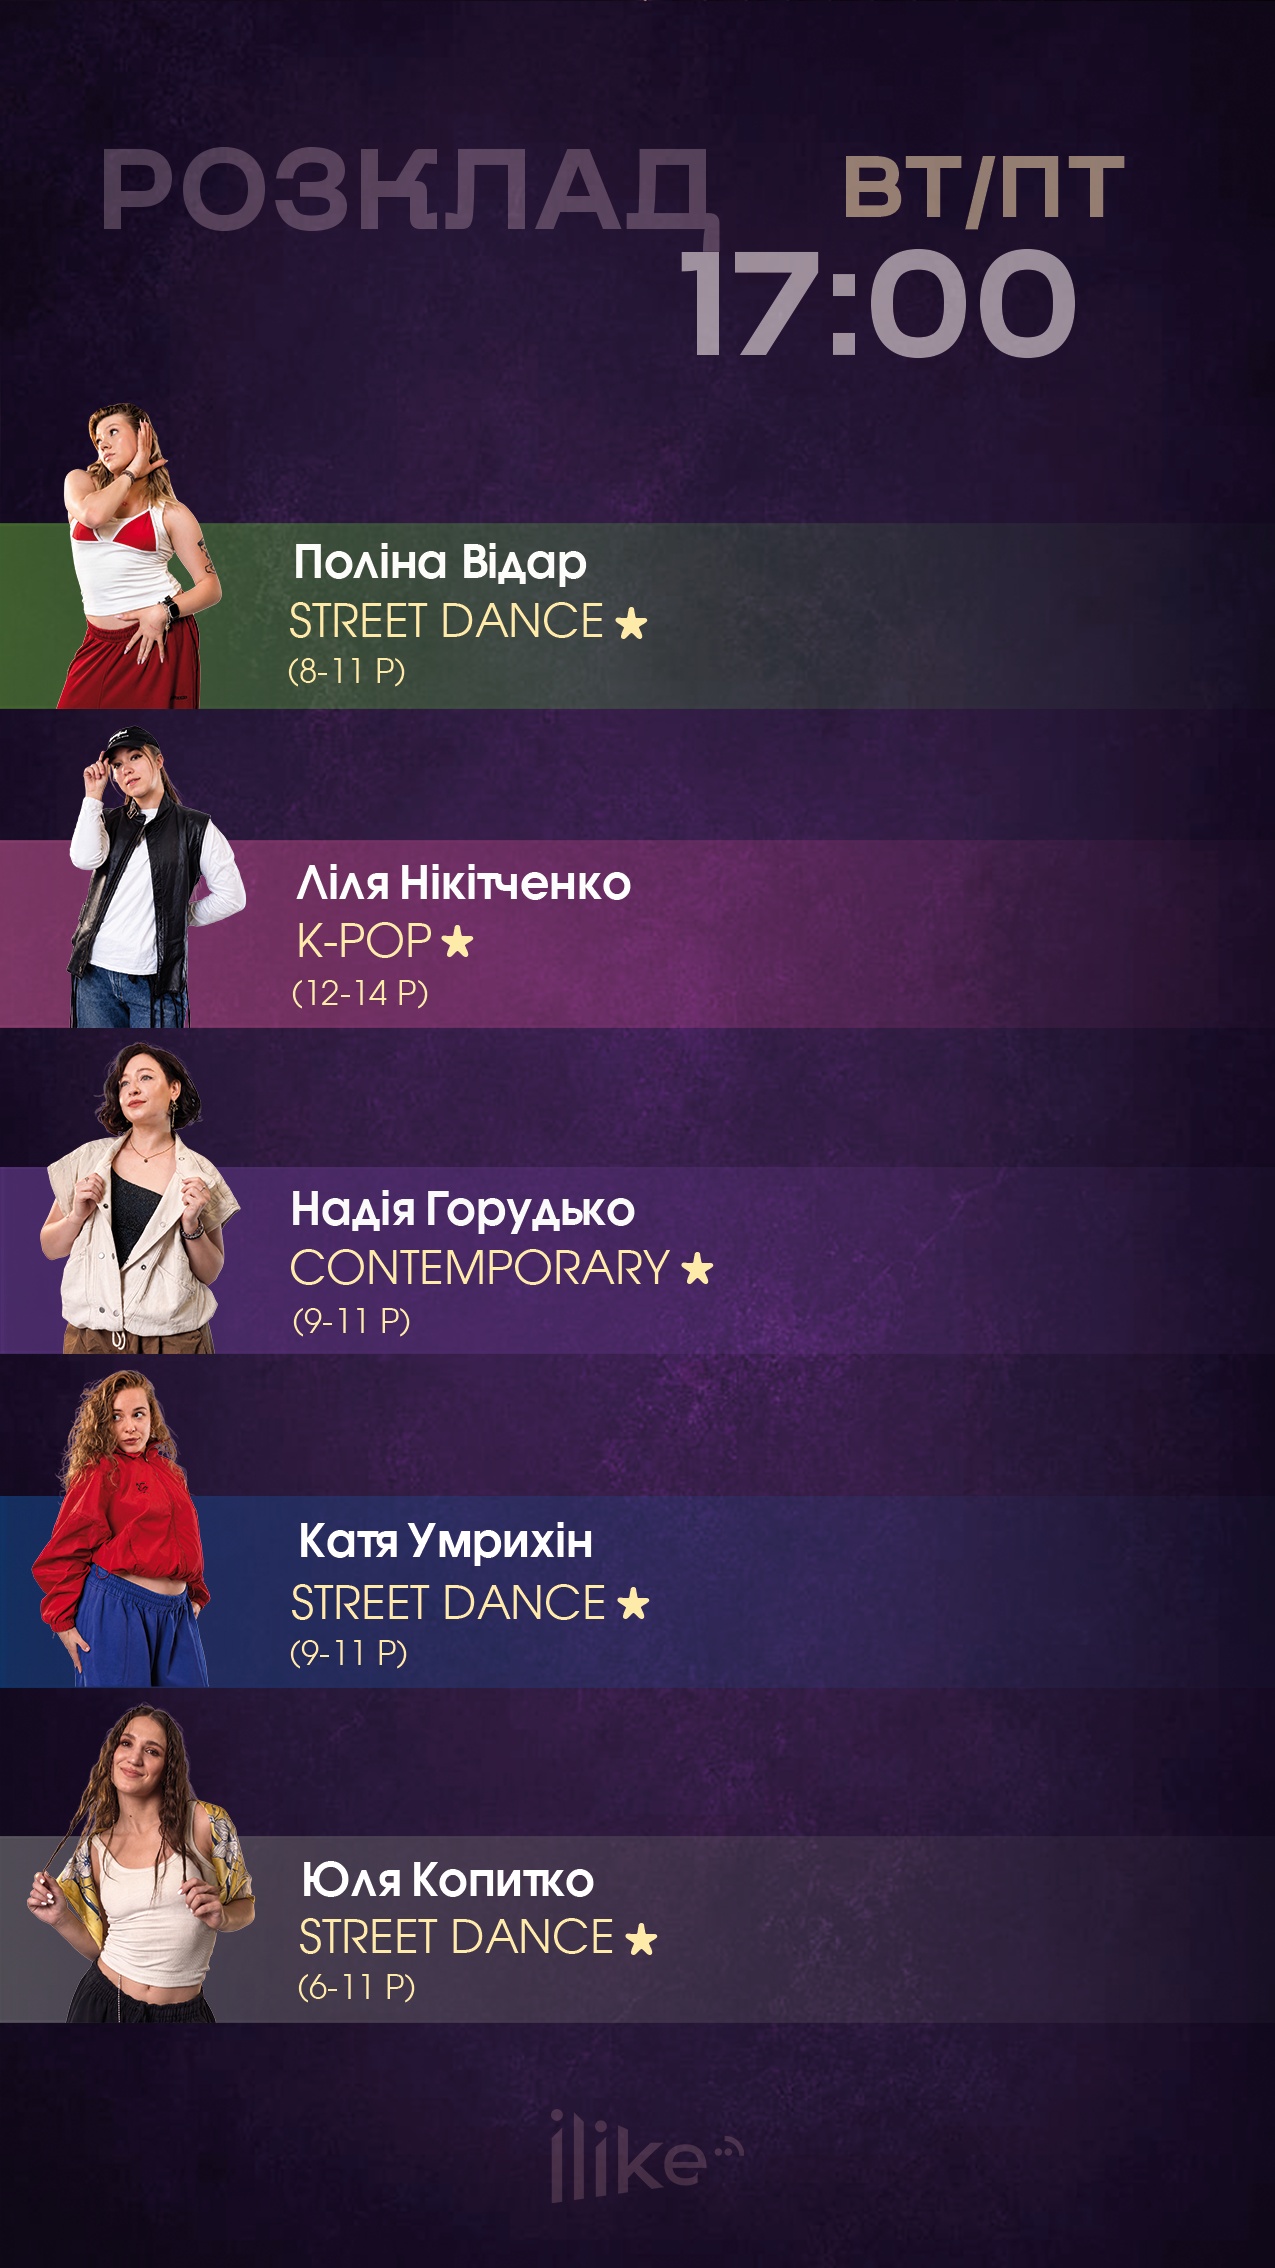 РОЗКЛАД ВТ/ПТ
17:00
Поліна Відар
STREET DANCE
(8-11 Р)
Ліля Нікітченко
K-POP
(12-14 Р)
Надія Горудько
CONTEMPORARY
(9-11 Р)
Катя Умрихін
STREET DANCE
(9-11 Р)
Юля Копитко
STREET DANCE
(6-11 Р)
ilike